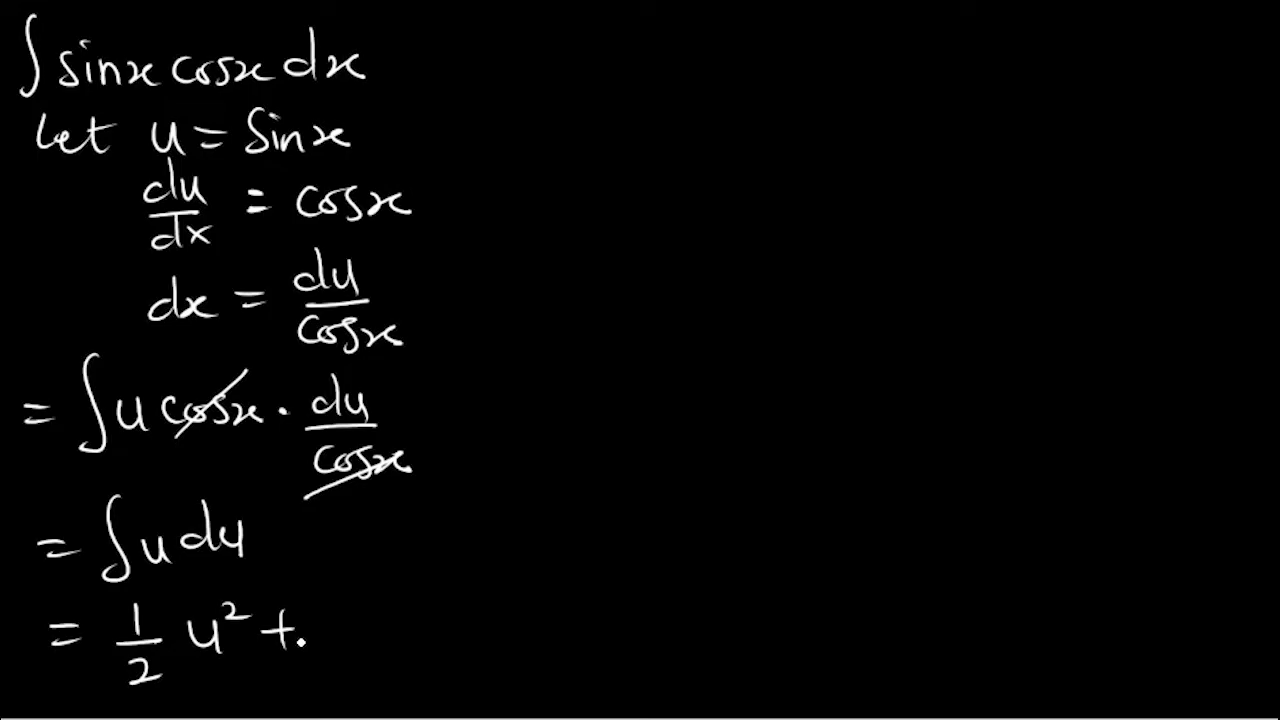 ∫ sinx cosx dx
Let u = sinx
du/dx = cosx
dx = du/cosx
= ∫ u cosx · du/cosx
= ∫ u du
= 1/2 u² +